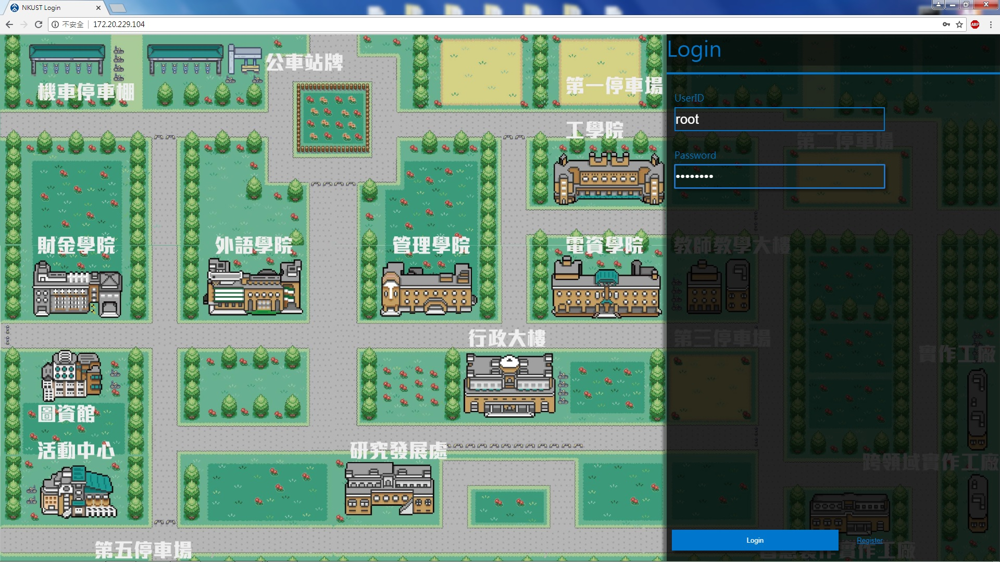 NKUST Login
不安全
172.20.229.104
ABP
公車站牌
機車停車棚
第一停車場
工學院
財金學院
外語學院
管理學院
電資學院
行政大樓
圖資館
活動中心
研究發展處
第五停車場
Login
UserID
root
第二停車場
Password
••••••••
教師教學大樓
第三停車場
實作工廠
跨領域實作工廠
Login
Register
製作實作工廠